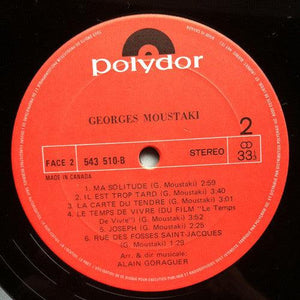 polydor
GEORGES MOUSTAKI
2
FACE 2 543 510-B STEREO 33⅓
MADE IN CANADA
1. MA SOLITUDE (G. Moustaki) 2:59
2. IL EST TROP TARD (G. Moustaki) 3:40
3. LA CARTE DU TENDRE (G. Moustaki)
4. LE TEMPS DE VIVRE (DU FILM "Le Temps
De Vivre") (G. Moustaki) 3:52
5. JOSEPH (G. Moustaki) 2:25
6. RUE DES FOSSES SAINT-JACQUES
(G. Moustaki) 1:29
Arr. & dir musicale:
ALAIN GORAGUER